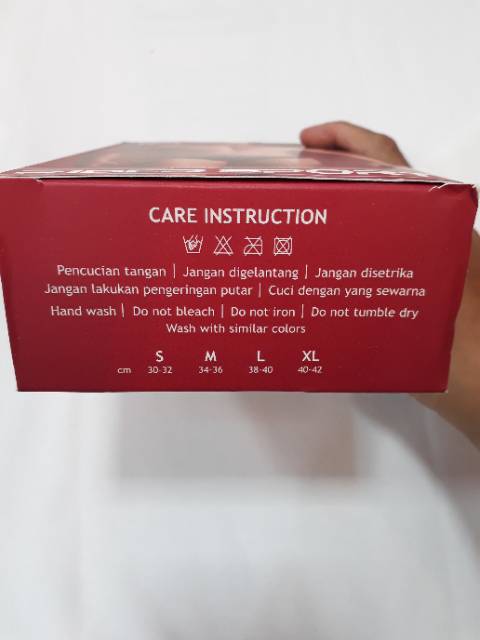 CARE INSTRUCTION
Pencucian tangan | Jangan digelantang | Jangan disetrika
Jangan lakukan pengeringan putar | Cuci dengan yang sewarna
Hand wash | Do not bleach | Do not iron | Do not tumble dry
Wash with similar colors
S M L XL
cm 30-32 34-36 38-40 40-42